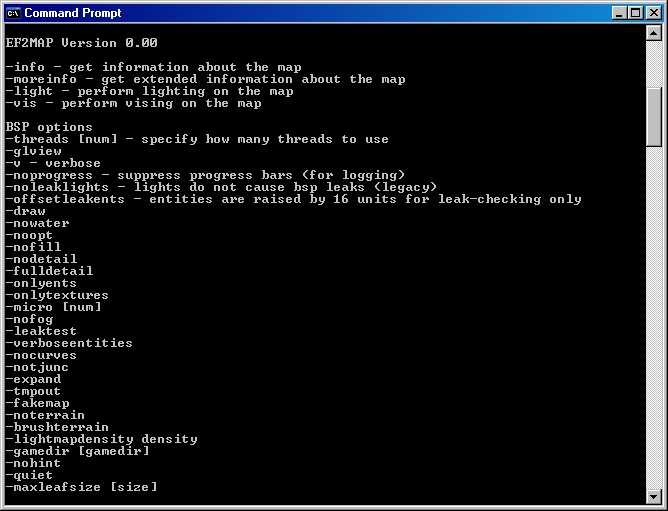 Command Prompt
EF2MAP Version 0.00
-info - get information about the map
-moreinfo - get extended information about the map
-light - perform lighting on the map
-vis - perform vising on the map
BSP options
-threads [num] - specify how many threads to use
-glview
-v - verbose
-noprogress - suppress progress bars (for logging)
-noleaklights - lights do not cause bsp leaks (legacy)
-offsetleakents - entities are raised by 16 units for leak-checking only
-draw
-nowater
-noopt
-nofill
-nodetail
-fulldetail
-onlyents
-onlytextures
-micro [num]
-nofog
-leaktest
-verboseentities
-nocurves
-notjunc
-expand
-tmpout
-fakemap
-noterrain
-brushterrain
-lightmapdensity density
-gamedir [gamedir]
-nohint
-quiet
-maxleafsize [size]